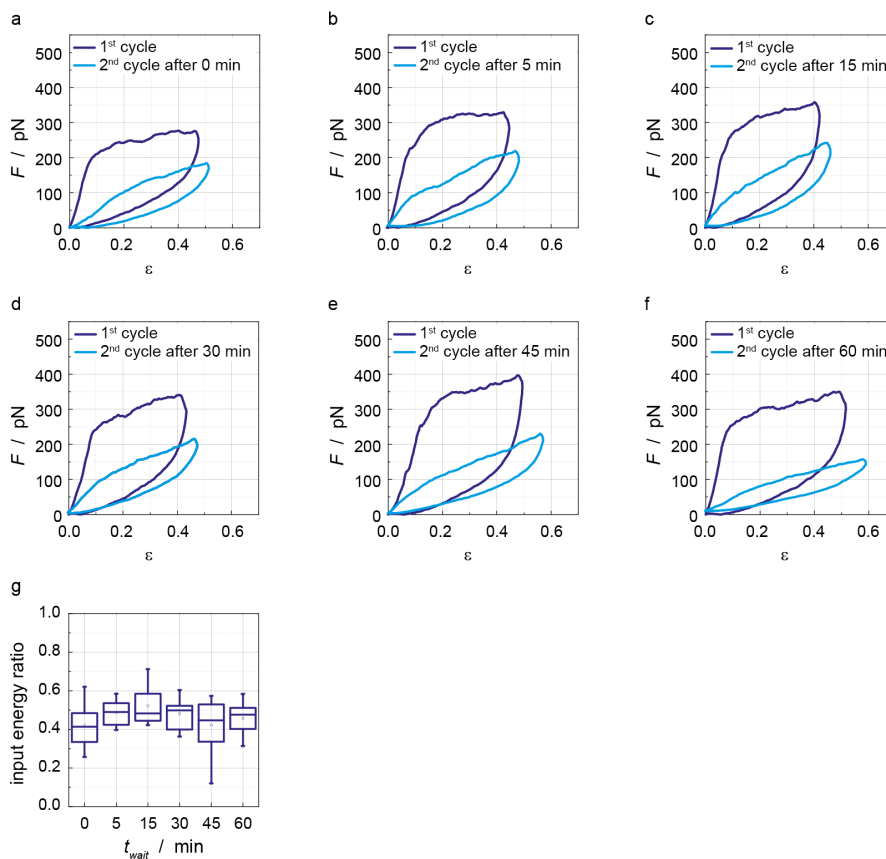 a
500
400
300
200
100
0
F / pN
1st cycle
2nd cycle after 0 min
0.0 0.2 0.4 0.6
ε
b
500
400
300
200
100
0
F / pN
1st cycle
2nd cycle after 5 min
0.0 0.2 0.4 0.6
ε
c
500
400
300
200
100
0
F / pN
1st cycle
2nd cycle after 15 min
0.0 0.2 0.4 0.6
ε
d
500
400
300
200
100
0
F / pN
1st cycle
2nd cycle after 30 min
0.0 0.2 0.4 0.6
ε
e
500
400
300
200
100
0
F / pN
1st cycle
2nd cycle after 45 min
0.0 0.2 0.4 0.6
ε
f
500
400
300
200
100
0
F / pN
1st cycle
2nd cycle after 60 min
0.0 0.2 0.4 0.6
ε
g
1.0
0.8
0.6
0.4
0.2
0.0
input energy ratio
0 5 15 30 45 60
twait / min